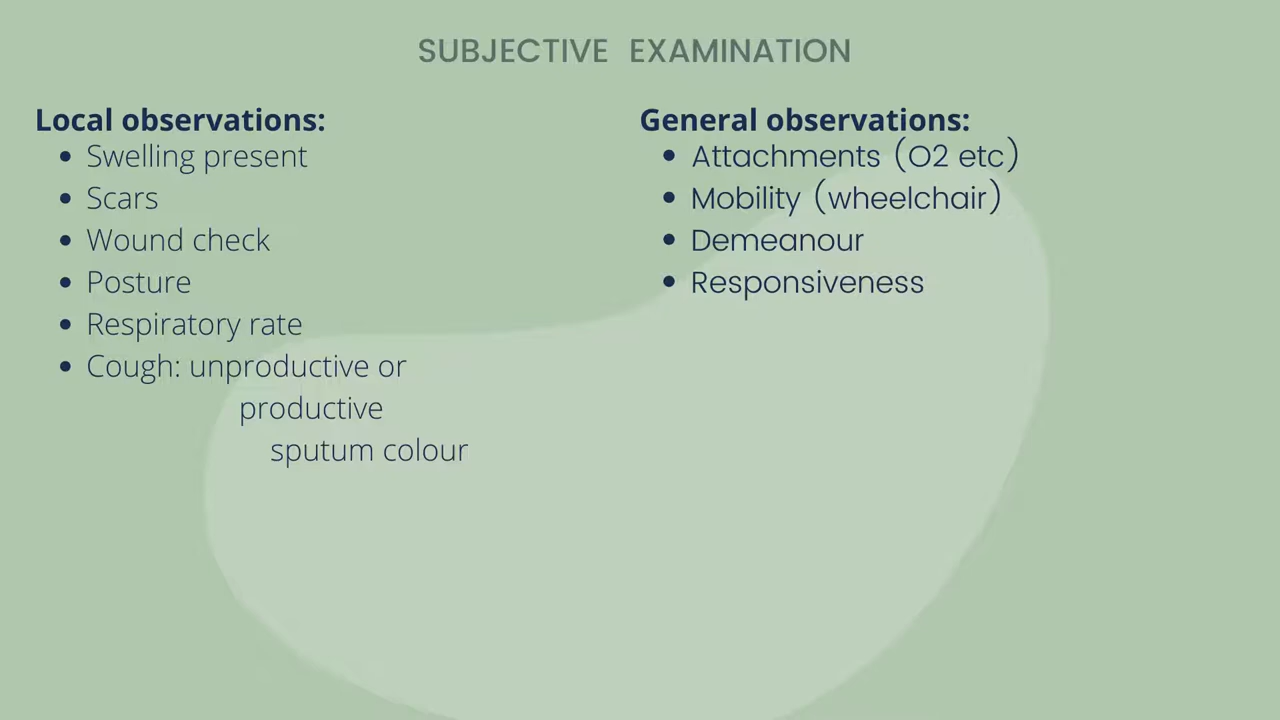 SUBJECTIVE EXAMINATION
Local observations:
• Swelling present
• Scars
• Wound check
• Posture
• Respiratory rate
• Cough: unproductive or
productive
sputum colour
General observations:
• Attachments (O2 etc)
• Mobility (wheelchair)
• Demeanour
• Responsiveness